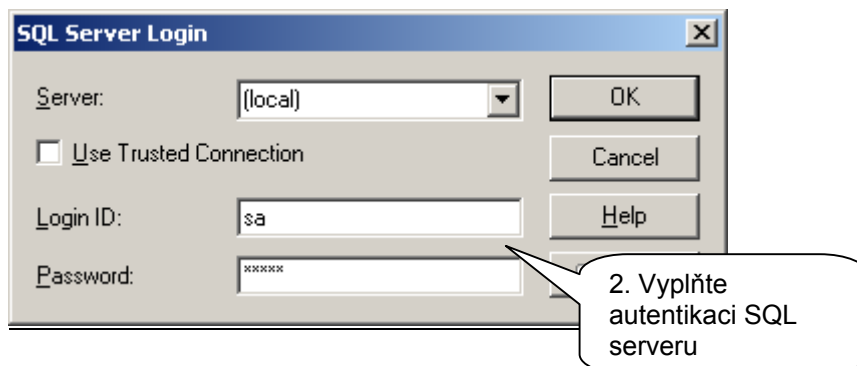 SQL Server Login
Server: (local) OK
Use Trusted Connection Cancel
Login ID: sa Help
Password: xxxxx
2. Vyplňte
autentikaci SQL
serveru